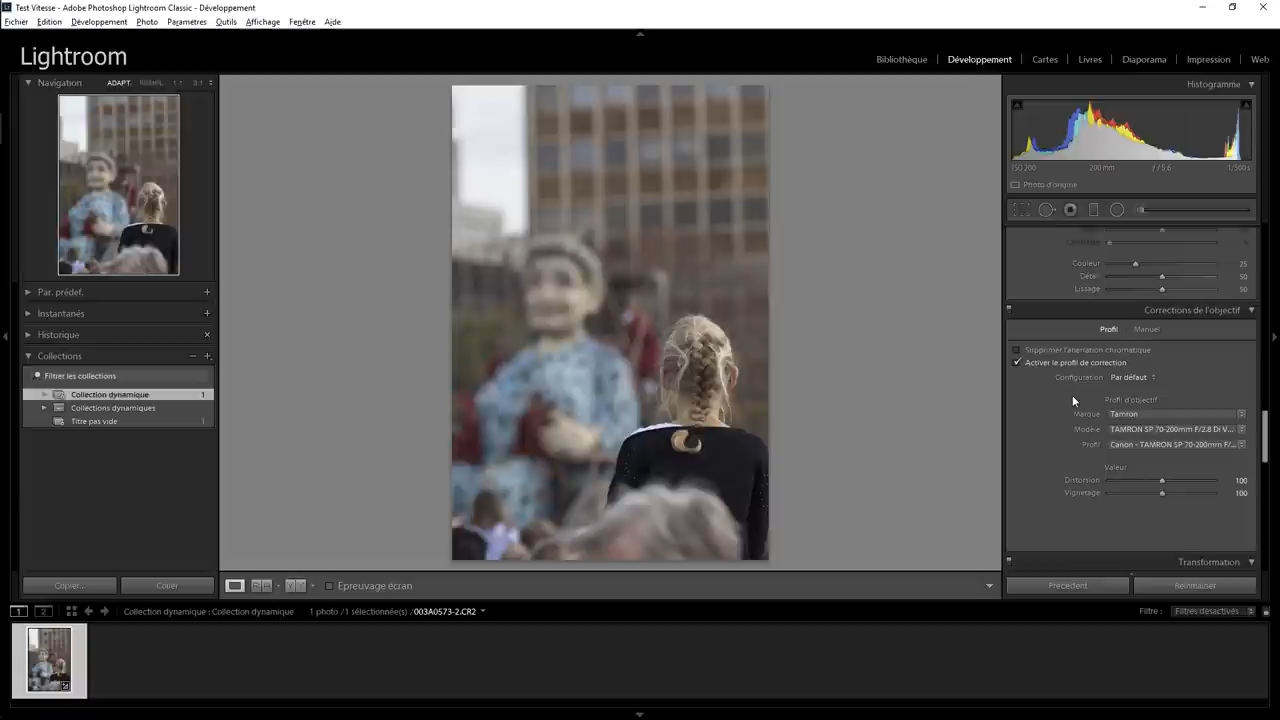 Test Vitesse - Adobe Photoshop Lightroom Classic - Développement
Fichier Edition Développement Photo Paramètres Outils Affichage Fenêtre Aide
Lightroom
Bibliothèque | Développement | Cartes | Livres | Diaporama | Impression | Web
Navigation ADAPT. 1:1 3:1
Histogramme
ISO 200 200 mm f / 5,6 1/500 s
Photo d'origine
Par. prédef.
Instantanés
Historique
Collections
Filtrer les collections
Collection dynamique 1
Collections dynamiques
Titre pas vide 1
Couleur 25
Détail 50
Lissage 50
Corrections de l'objectif
Profil Manuel
Supprimer l'aberration chromatique
Activer le profil de correction
Configuration Par défaut
Profil d'objectif
Marque Tamron
Modèle TAMRON SP 70-200mm F/2.8 Di V...
Profil Canon - TAMRON SP 70-200mm F/...
Valeur
Distorsion 100
Vignetage 100
Transformation
Copier... Coller
Epreuvage écran
Précédent Réinitialiser
1 2 Collection dynamique : Collection dynamique 1 photo /1 sélectionnée(s) /003A0573-2.CR2
Filtre : Filtres désactivés